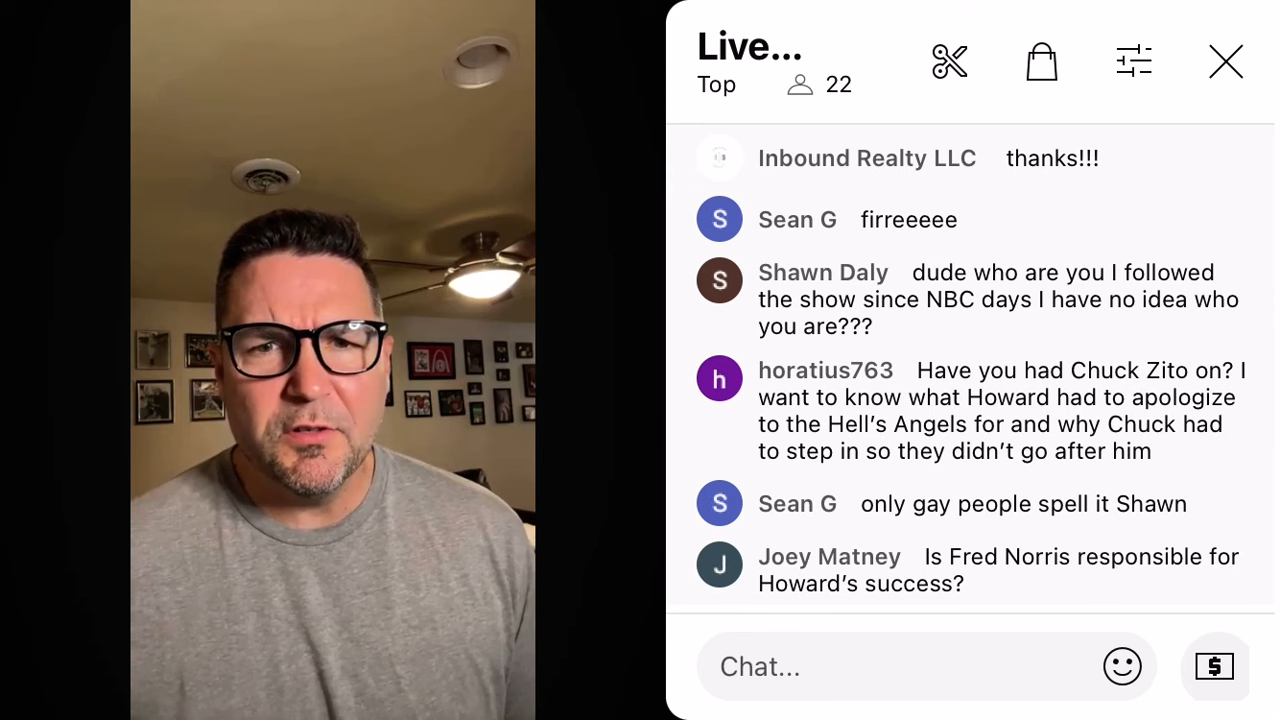 Live...
Top 22
Inbound Realty LLC thanks!!!
S Sean G firreeeee
S Shawn Daly dude who are you I followed
the show since NBC days I have no idea who
you are???
h horatius763 Have you had Chuck Zito on? I
want to know what Howard had to apologize
to the Hell’s Angels for and why Chuck had
to step in so they didn’t go after him
S Sean G only gay people spell it Shawn
J Joey Matney Is Fred Norris responsible for
Howard’s success?
Chat... $